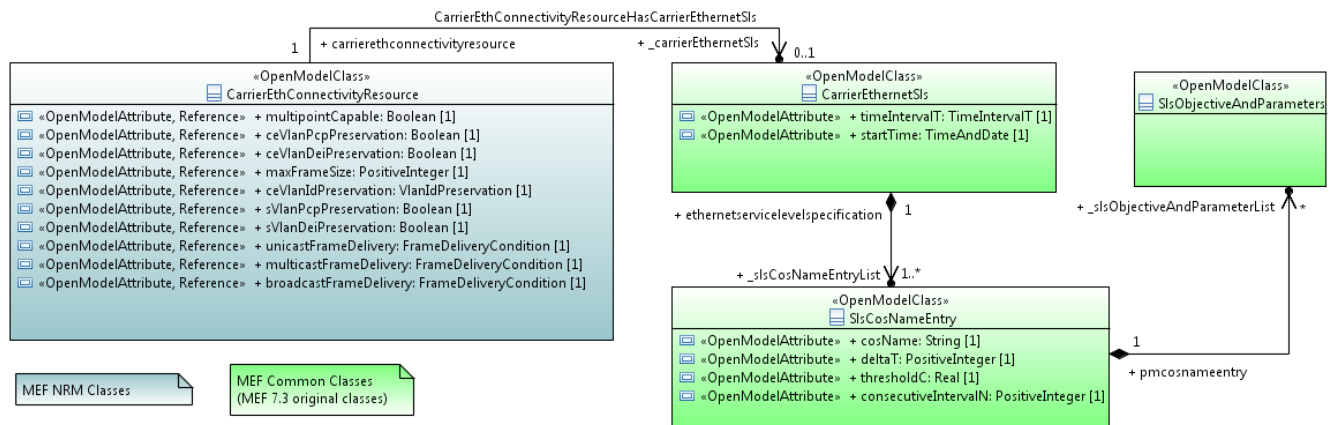 CarrierEthConnectivityResourceHasCarrierEthernetSls
1
+ carrierethconnectivityresource
+ _carrierEthernetSls
0..1
«OpenModelClass»
CarrierEthConnectivityResource
«OpenModelAttribute, Reference» + multipointCapable: Boolean [1]
«OpenModelAttribute, Reference» + ceVlanPcpPreservation: Boolean [1]
«OpenModelAttribute, Reference» + ceVlanDeiPreservation: Boolean [1]
«OpenModelAttribute, Reference» + maxFrameSize: PositiveInteger [1]
«OpenModelAttribute, Reference» + ceVlanIdPreservation: VlanIdPreservation [1]
«OpenModelAttribute, Reference» + sVlanPcpPreservation: Boolean [1]
«OpenModelAttribute, Reference» + sVlanDeiPreservation: Boolean [1]
«OpenModelAttribute, Reference» + unicastFrameDelivery: FrameDeliveryCondition [1]
«OpenModelAttribute, Reference» + multicastFrameDelivery: FrameDeliveryCondition [1]
«OpenModelAttribute, Reference» + broadcastFrameDelivery: FrameDeliveryCondition [1]
«OpenModelClass»
CarrierEthernetSls
«OpenModelAttribute» + timeIntervalT: TimeIntervalT [1]
«OpenModelAttribute» + startTime: TimeAndDate [1]
«OpenModelClass»
SlsObjectiveAndParameters
+ ethernetservicelevelspecification
1
+ _slsCosNameEntryList
1..*
+ _slsObjectiveAndParameterList
*
«OpenModelClass»
SlsCosNameEntry
«OpenModelAttribute» + cosName: String [1]
«OpenModelAttribute» + deltaT: PositiveInteger [1]
«OpenModelAttribute» + thresholdC: Real [1]
«OpenModelAttribute» + consecutiveIntervalN: PositiveInteger [1]
1
+ pmcosnameentry
MEF NRM Classes
MEF Common Classes
(MEF 7.3 original classes)